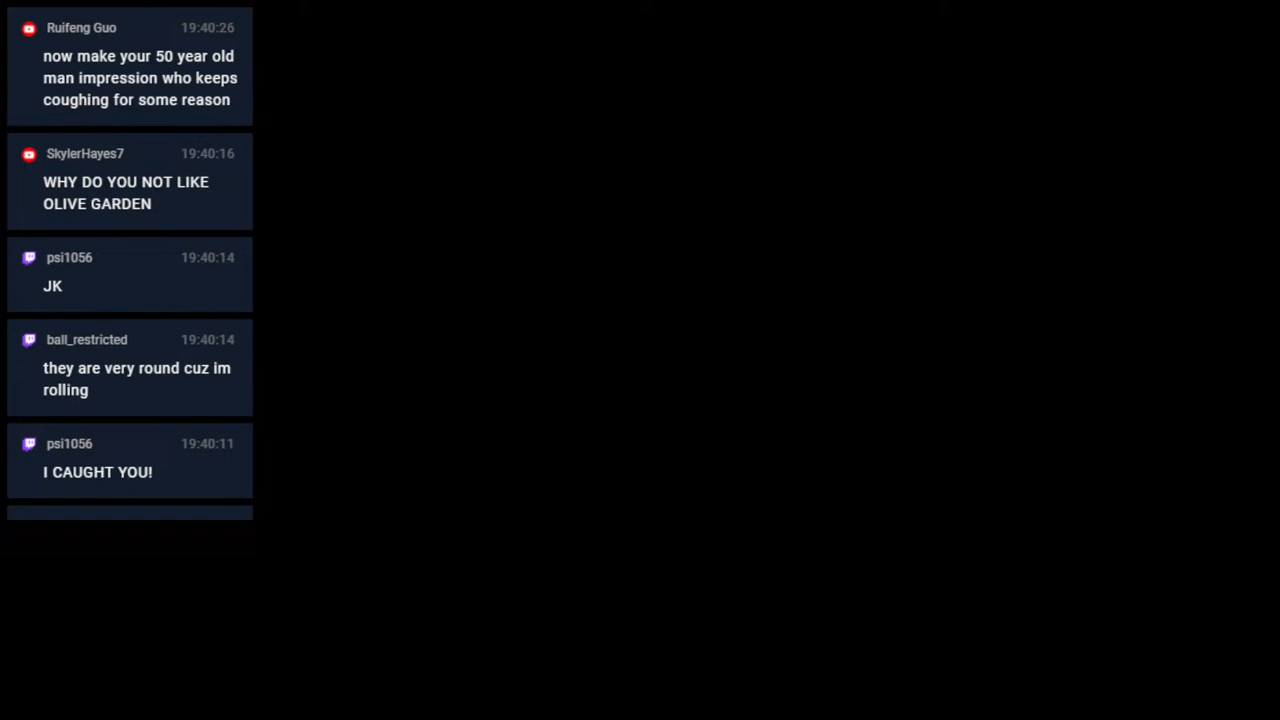 Ruifeng Guo 19:40:26
now make your 50 year old
man impression who keeps
coughing for some reason
SkylerHayes7 19:40:16
WHY DO YOU NOT LIKE
OLIVE GARDEN
psi1056 19:40:14
JK
ball_restricted 19:40:14
they are very round cuz im
rolling
psi1056 19:40:11
I CAUGHT YOU!